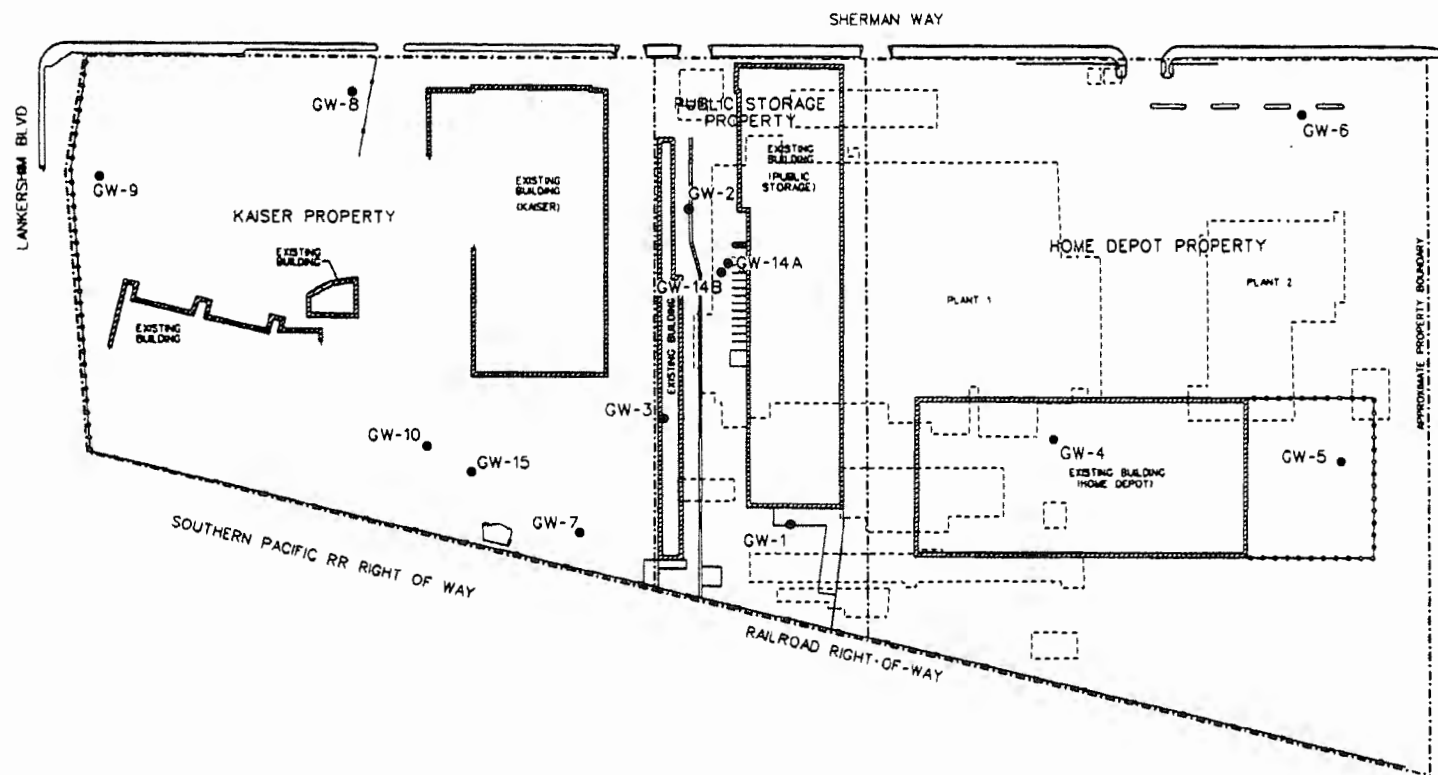 SHERMAN WAY
LANKERSHIM BLVD
GW-8
GW-9
KAISER PROPERTY
EXISTING
BUILDING
(KAISER)
EXISTING
BUILDING
EXISTING
BUILDING
GW-10
GW-15
GW-7
SOUTHERN PACIFIC RR RIGHT OF WAY
PUBLIC STORAGE
PROPERTY
EXISTING
BUILDING
(PUBLIC
STORAGE)
GW-2
GW-14A
GW-14B
EXISTING BUILDING
GW-3
GW-1
RAILROAD RIGHT-OF-WAY
GW-6
HOME DEPOT PROPERTY
PLANT 1
PLANT 2
GW-4
EXISTING BUILDING
(HOME DEPOT)
GW-5
APPROXIMATE PROPERTY BOUNDARY